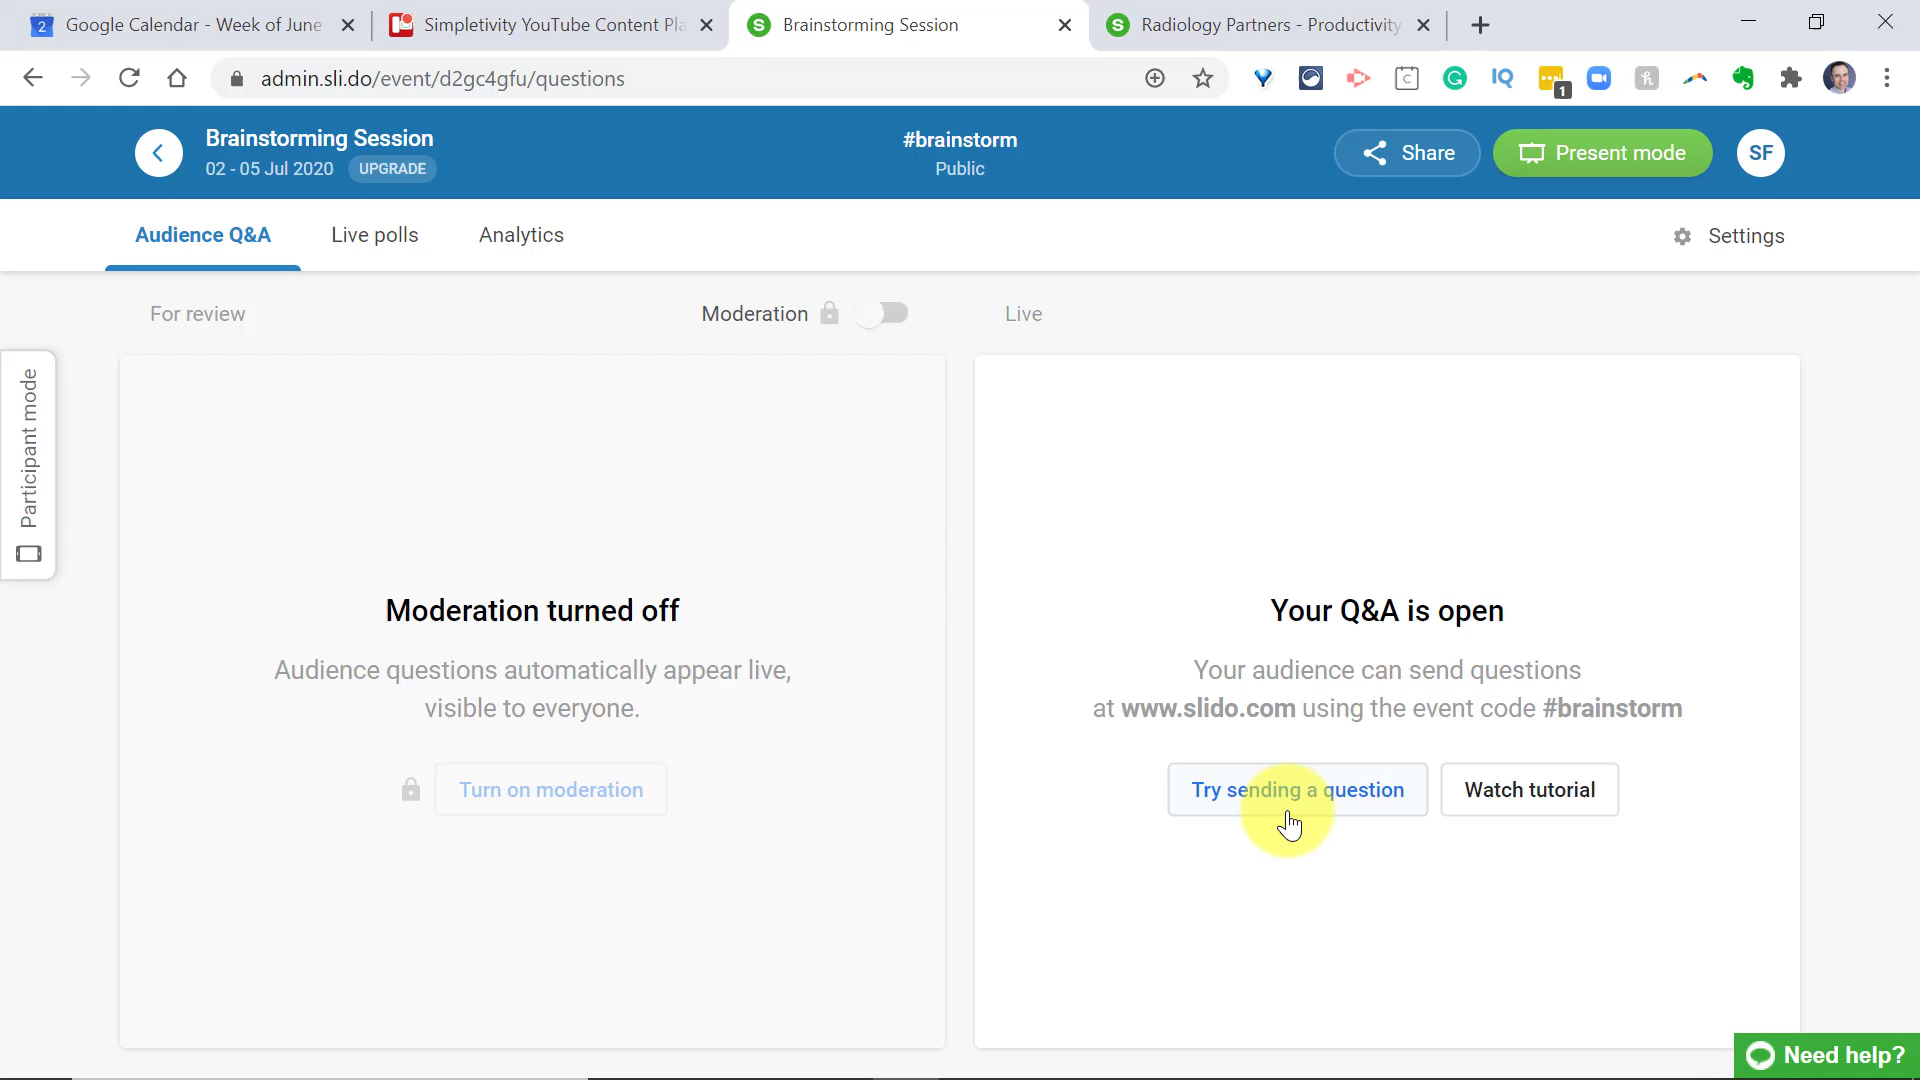 2 Google Calendar - Week of June
Simpletivity YouTube Content Pla
S Brainstorming Session
S Radiology Partners - Productivity
admin.sli.do/event/d2gc4gfu/questions
C
G
IQ
1
h
Brainstorming Session
02 - 05 Jul 2020 UPGRADE
#brainstorm
Public
Share
Present mode
SF
Audience Q&A
Live polls
Analytics
Settings
For review
Moderation
Live
Participant mode
Moderation turned off
Audience questions automatically appear live,
visible to everyone.
Turn on moderation
Your Q&A is open
Your audience can send questions
at www.slido.com using the event code #brainstorm
Try sending a question
Watch tutorial
Need help?